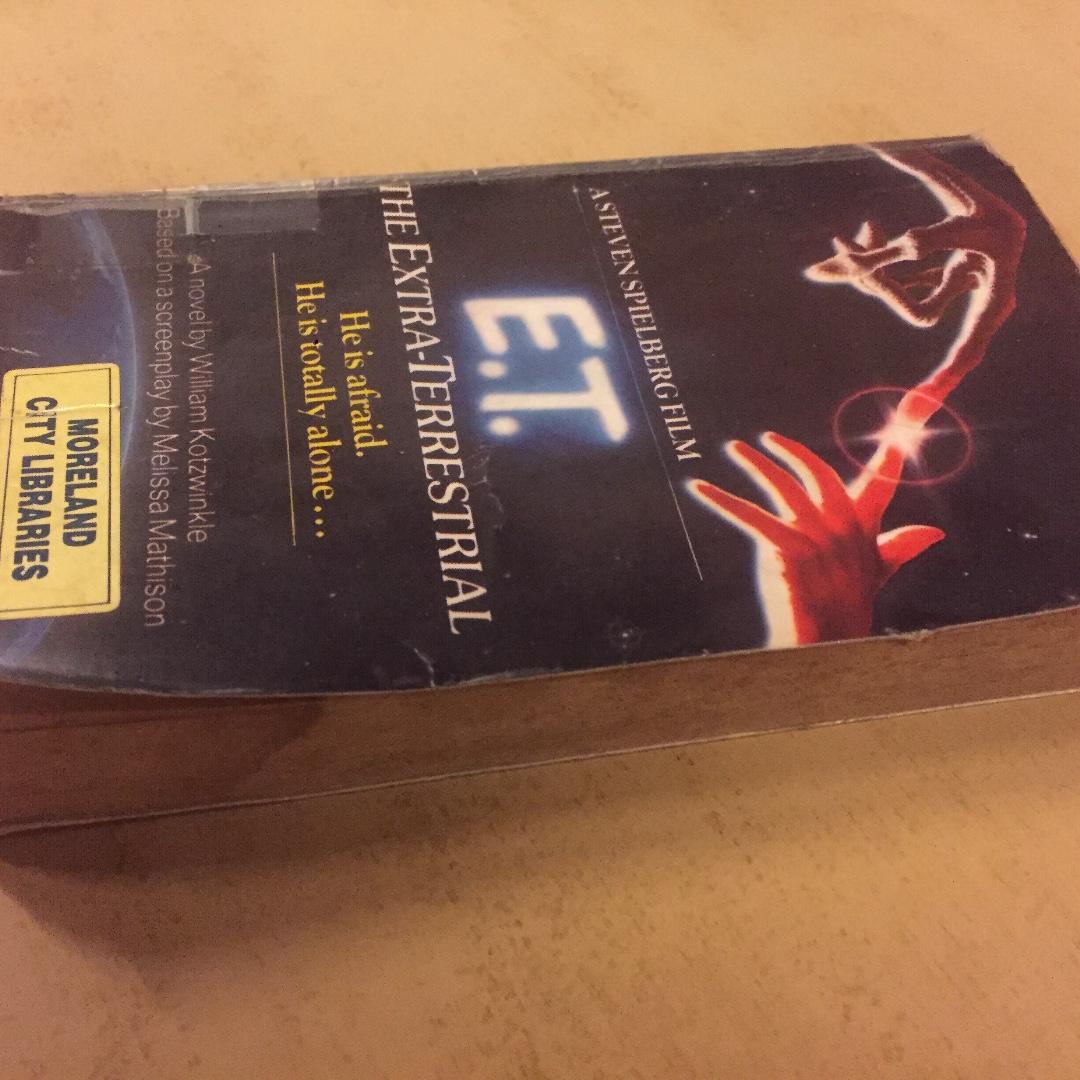 A STEVEN SPIELBERG FILM
E.T.
THE EXTRA-TERRESTRIAL
He is afraid.
He is totally alone...
A novel by William Kotzwinkle
Based on a screenplay by Melissa Mathison
MORELAND
CITY LIBRARIES